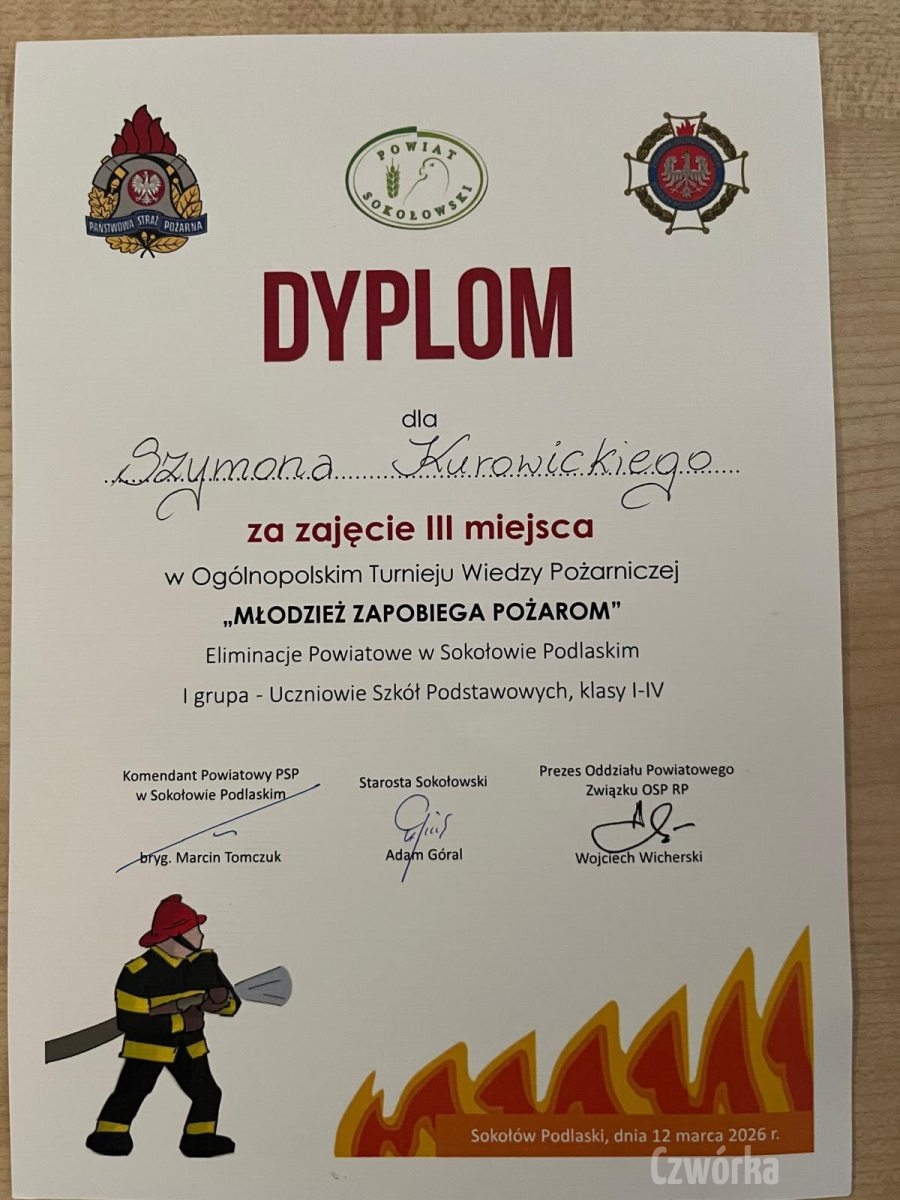 PAŃSTWOWA STRAŻ POŻARNA
POWIAT
SOKOŁOWSKI
DYPLOM
dla
Szymona Kurowickiego
za zajęcie III miejsca
w Ogólnopolskim Turnieju Wiedzy Pożarniczej
„MŁODZIEŻ ZAPOBIEGA POŻAROM”
Eliminacje Powiatowe w Sokołowie Podlaskim
I grupa - Uczniowie Szkół Podstawowych, klasy I-IV
Komendant Powiatowy PSP
w Sokołowie Podlaskim
bryg. Marcin Tomczuk
Starosta Sokołowski
Adam Góral
Prezes Oddziału Powiatowego
Związku OSP RP
Wojciech Wicherski
Sokołów Podlaski, dnia 12 marca 2026 r.
Czwórka